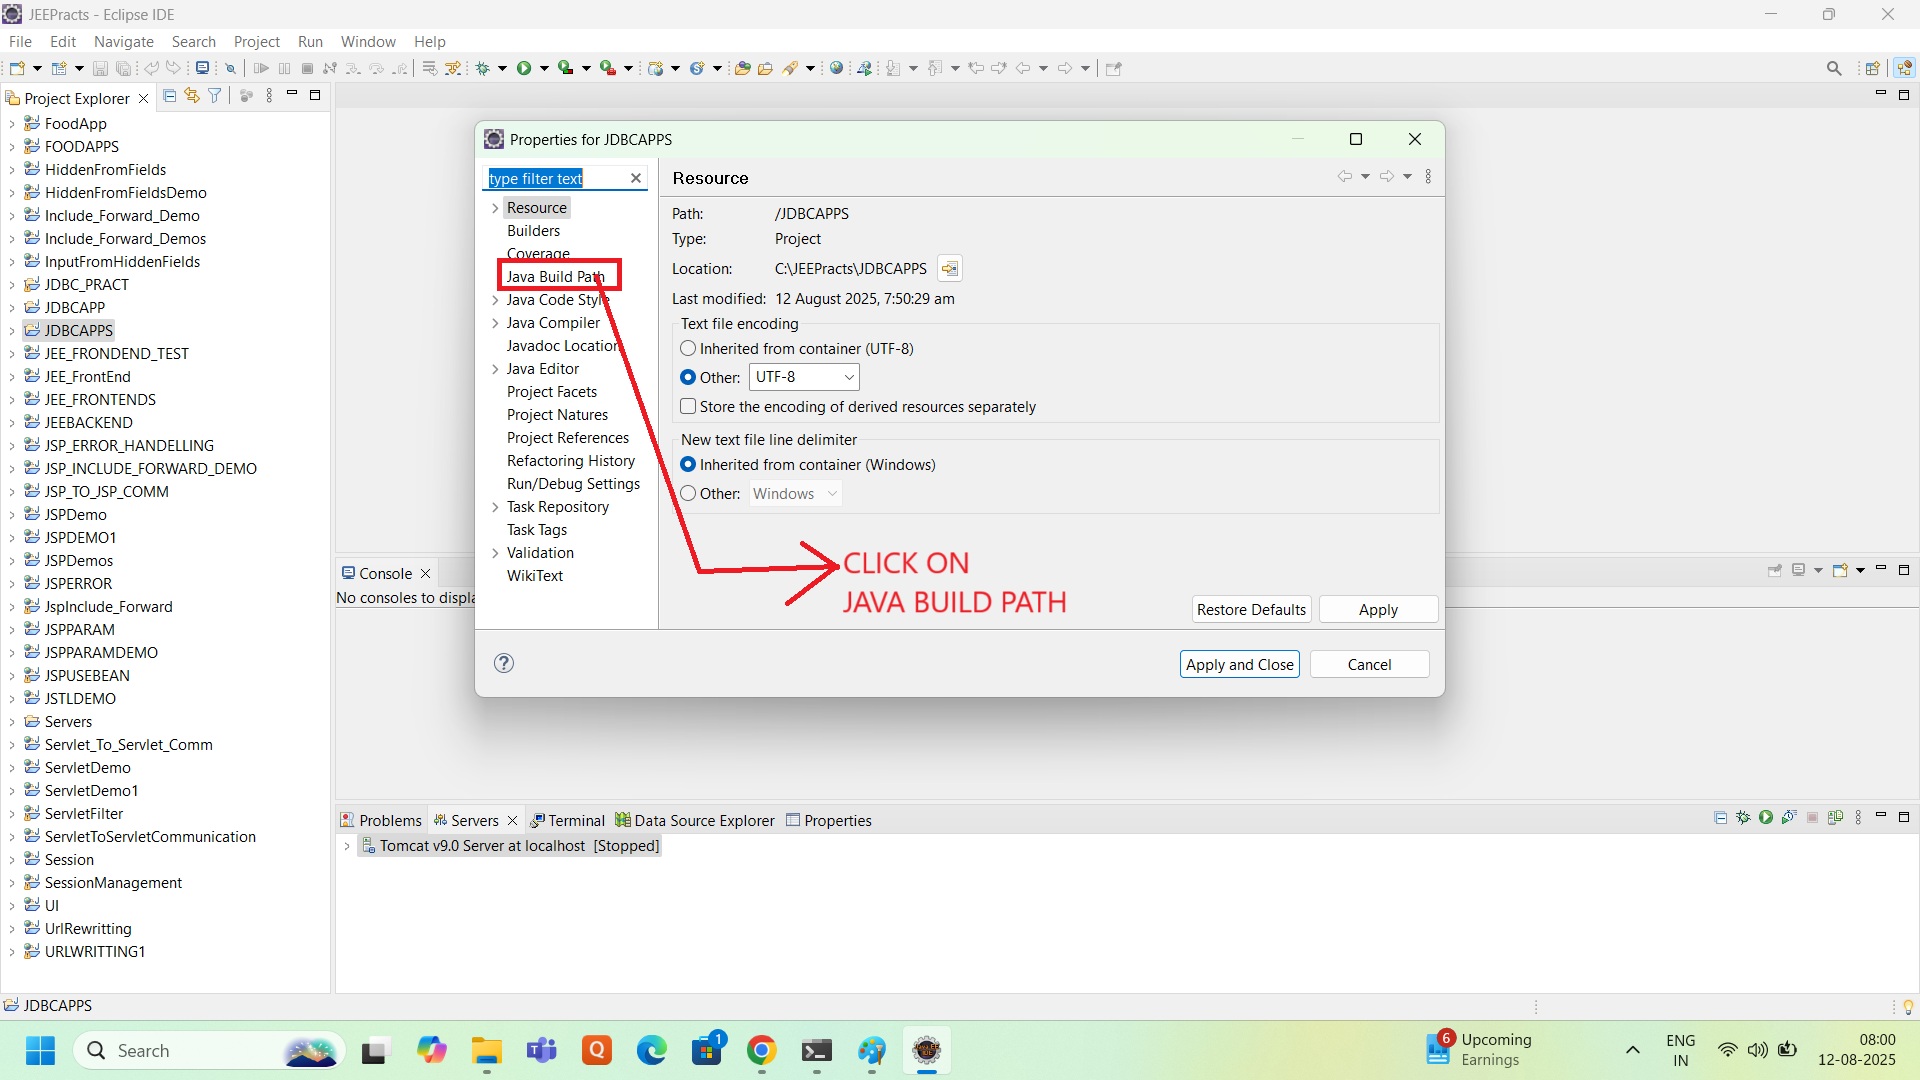 JEEPracts - Eclipse IDE
File Edit Navigate Search Project Run Window Help
Project Explorer
FoodApp
FOODAPPS
HiddenFromFields
HiddenFromFieldsDemo
Include_Forward_Demo
Include_Forward_Demos
InputFromHiddenFields
JDBC_PRACT
JDBCAPP
JDBCAPPS
JEE_FRONDEND_TEST
JEE_FrontEnd
JEE_FRONTENDS
JEEBACKEND
JSP_ERROR_HANDELLING
JSP_INCLUDE_FORWARD_DEMO
JSP_TO_JSP_COMM
JSPDemo
JSPDEMO1
JSPDemos
JSPERROR
JspInclude_Forward
JSPPARAM
JSPPARAMDEMO
JSPUSEBEAN
JSTLDEMO
Servers
Servlet_To_Servlet_Comm
ServletDemo
ServletDemo1
ServletFilter
ServletToServletCommunication
Session
SessionManagement
UI
UrlRewritting
URLWRITTING1
Properties for JDBCAPPS
type filter text
Resource
Builders
Coverage
Java Build Path
Java Code Style
Java Compiler
Javadoc Location
Java Editor
Project Facets
Project Natures
Project References
Refactoring History
Run/Debug Settings
Task Repository
Task Tags
Validation
WikiText
Resource
Path: /JDBCAPPS
Type: Project
Location: C:\JEEPracts\JDBCAPPS
Last modified: 12 August 2025, 7:50:29 am
Text file encoding
Inherited from container (UTF-8)
Other: UTF-8
Store the encoding of derived resources separately
New text file line delimiter
Inherited from container (Windows)
Other: Windows
CLICK ON
JAVA BUILD PATH
Restore Defaults Apply
Apply and Close Cancel
Console
No consoles to displa
Problems Servers Terminal Data Source Explorer Properties
Tomcat v9.0 Server at localhost [Stopped]
JDBCAPPS
Search
1
6
Upcoming
Earnings
ENG
IN
08:00
12-08-2025